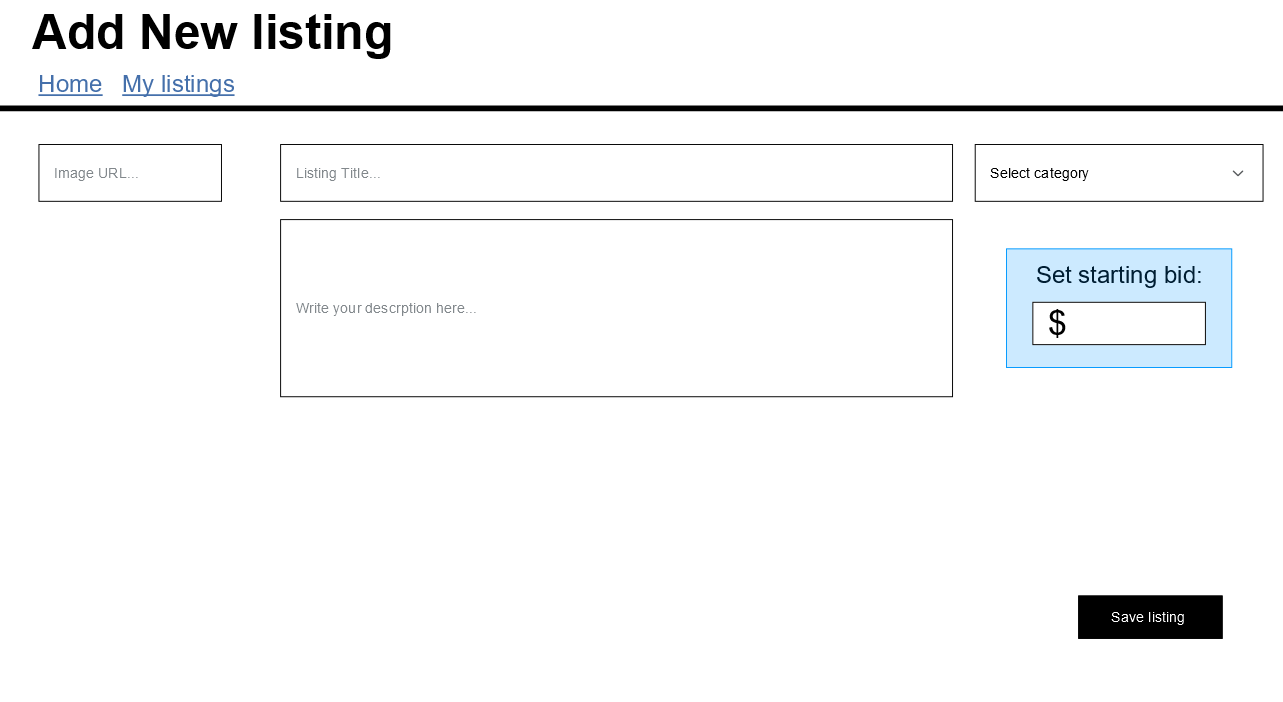 Add New listing
Home My listings
Image URL...
Listing Title...
Select category
Write your descrption here...
Set starting bid:
$
Save listing